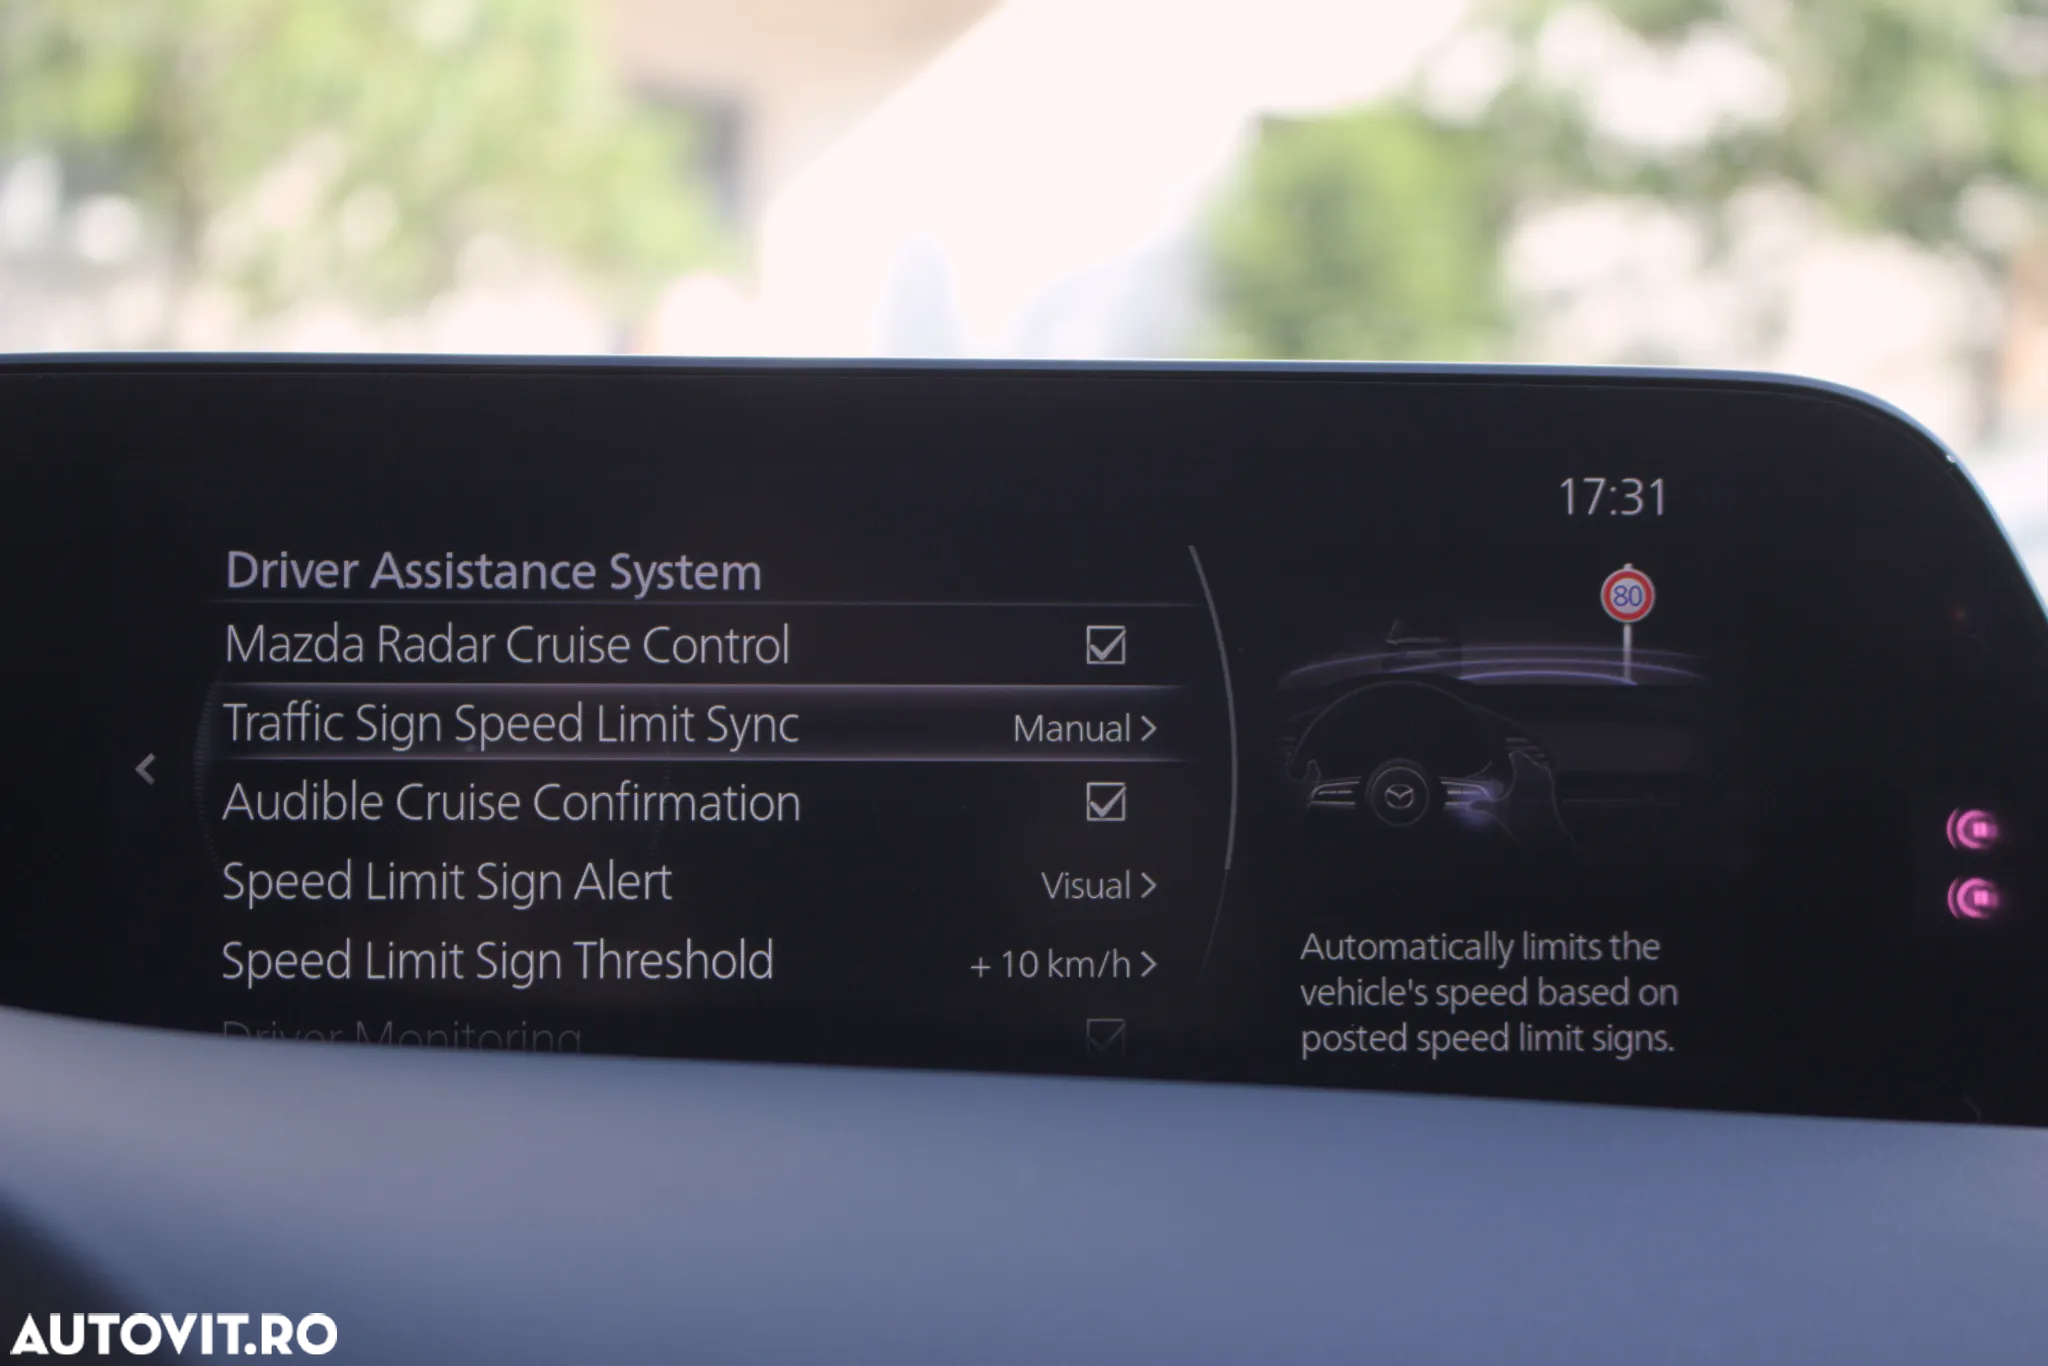 17:31
Driver Assistance System
80
Mazda Radar Cruise Control
Traffic Sign Speed Limit Sync Manual >
Audible Cruise Confirmation
Speed Limit Sign Alert Visual >
Speed Limit Sign Threshold + 10 km/h >
Driver Monitoring
Automatically limits the
vehicle's speed based on
posted speed limit signs.
AUTOVIT.RO